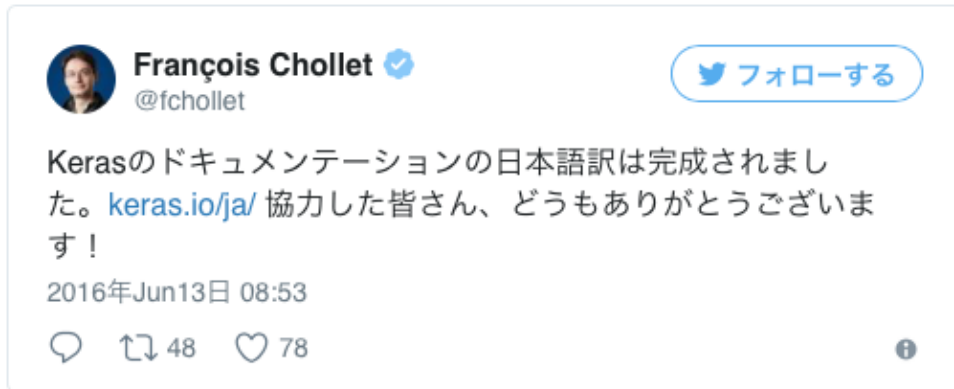 François Chollet
@fchollet
フォローする
Kerasのドキュメンテーションの日本語訳は完成されまし
た。keras.io/ja/ 協力した皆さん、どうもありがとうございま
す！
2016年Jun13日 08:53
48 78